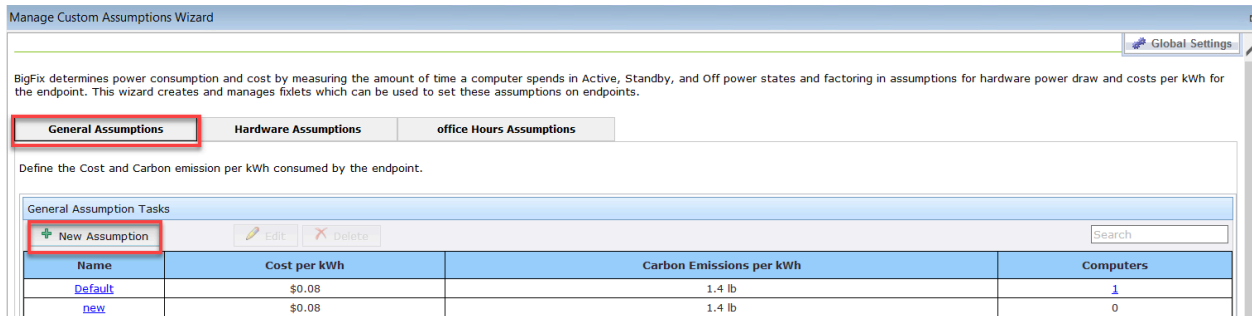 Manage Custom Assumptions Wizard
Global Settings
BigFix determines power consumption and cost by measuring the amount of time a computer spends in Active, Standby, and Off power states and factoring in assumptions for hardware power draw and costs per kWh for
the endpoint. This wizard creates and manages fixlets which can be used to set these assumptions on endpoints.
General Assumptions Hardware Assumptions office Hours Assumptions
Define the Cost and Carbon emission per kWh consumed by the endpoint.
General Assumption Tasks
New Assumption Edit Delete Search
Name Cost per kWh Carbon Emissions per kWh Computers
Default $0.08 1.4 lb 1
new $0.08 1.4 lb 0